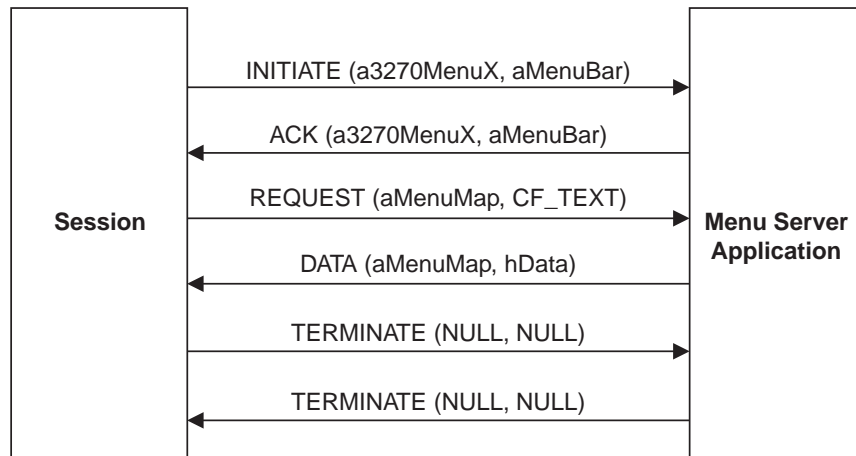 INITIATE (a3270MenuX, aMenuBar)
ACK (a3270MenuX, aMenuBar)
REQUEST (aMenuMap, CF_TEXT)
Session
Menu Server
Application
DATA (aMenuMap, hData)
TERMINATE (NULL, NULL)
TERMINATE (NULL, NULL)